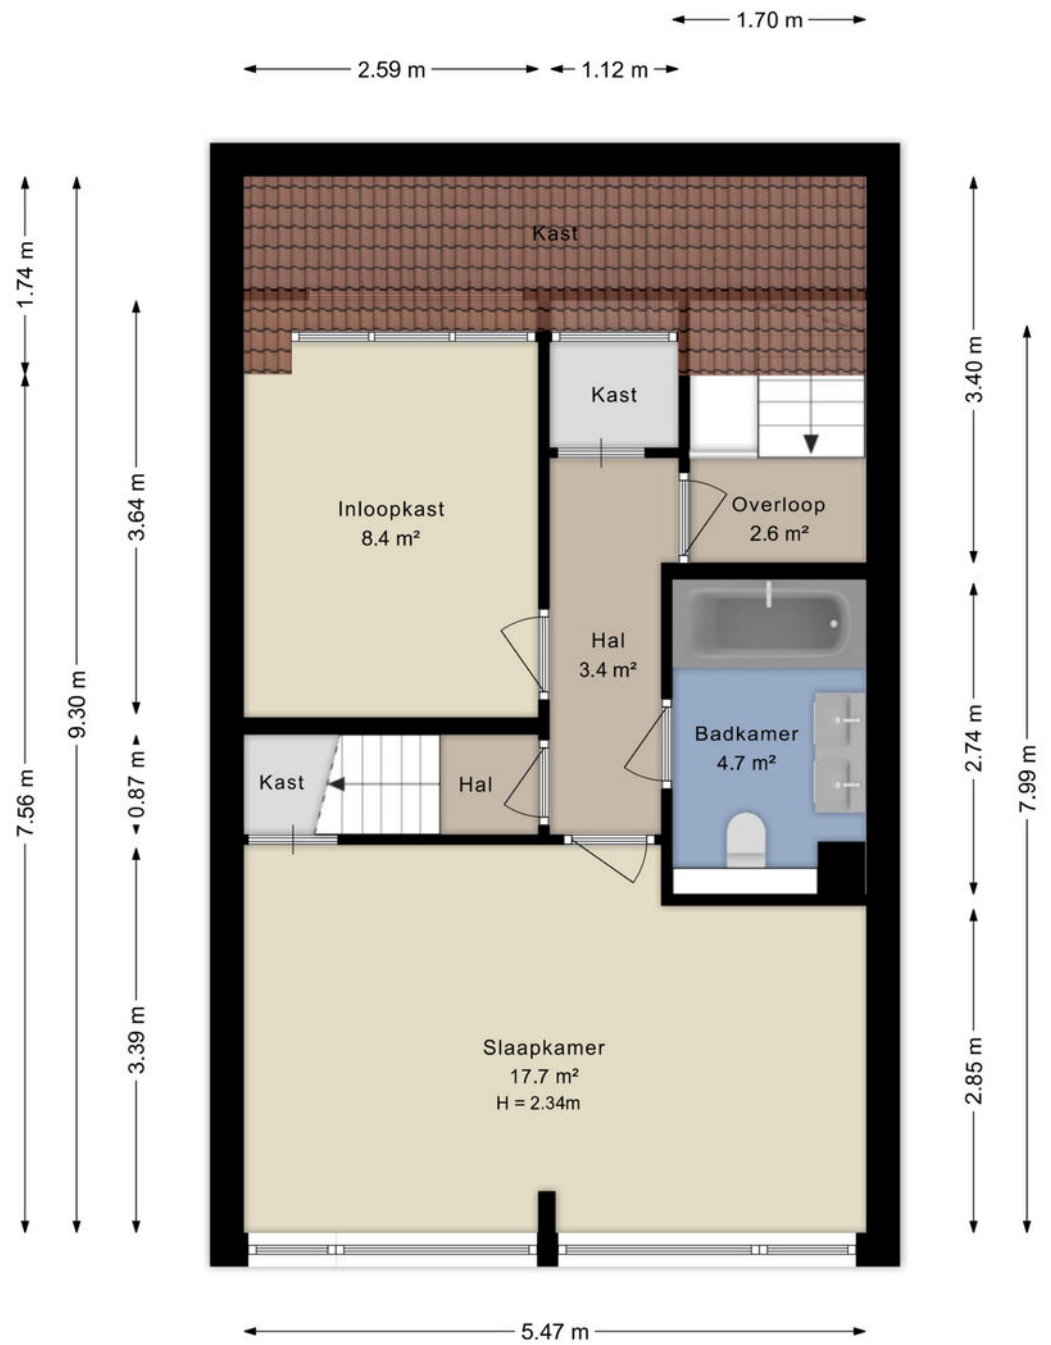 1.70 m
2.59 m
1.12 m
Kast
1.74 m
3.40 m
Kast
3.64 m
Inloopkast
8.4 m²
Overloop
2.6 m²
Hal
3.4 m²
9.30 m
Badkamer
4.7 m²
2.74 m
7.99 m
7.56 m
0.87 m
Kast
Hal
3.39 m
Slaapkamer
17.7 m²
H = 2.34m
2.85 m
5.47 m